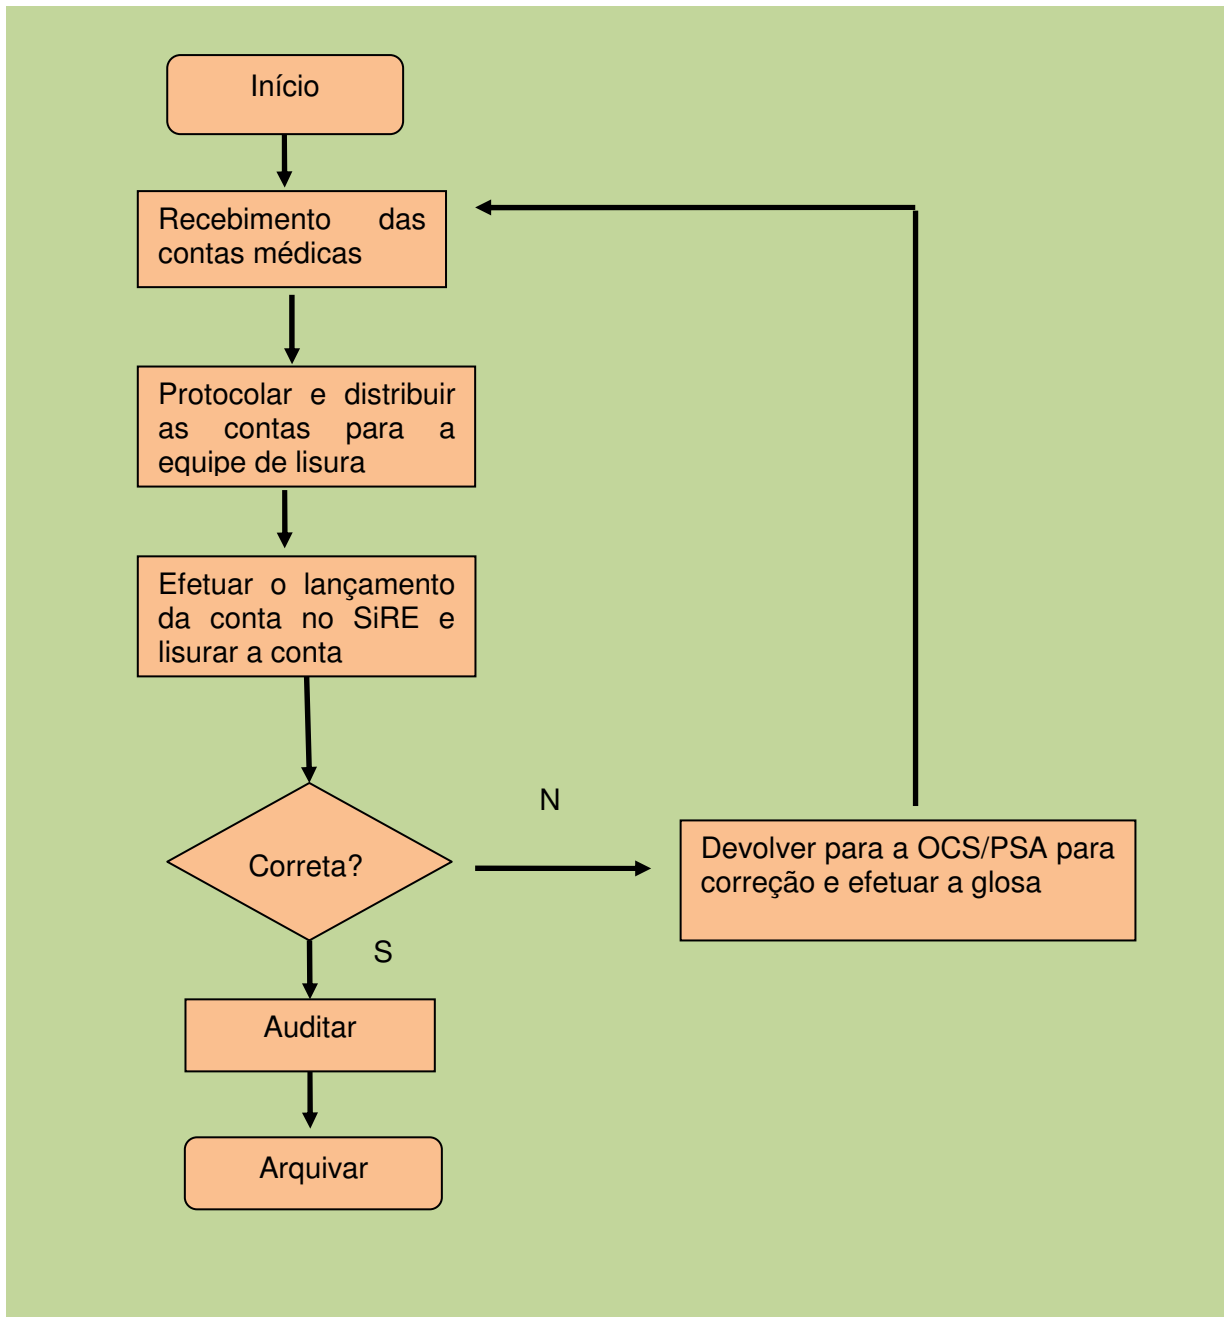 Início
Recebimento das
contas médicas
Protocolar e distribuir
as contas para a
equipe de lisura
Efetuar o lançamento
da conta no SiRE e
lisurar a conta
N
Correta?
Devolver para a OCS/PSA para
correção e efetuar a glosa
S
Auditar
Arquivar